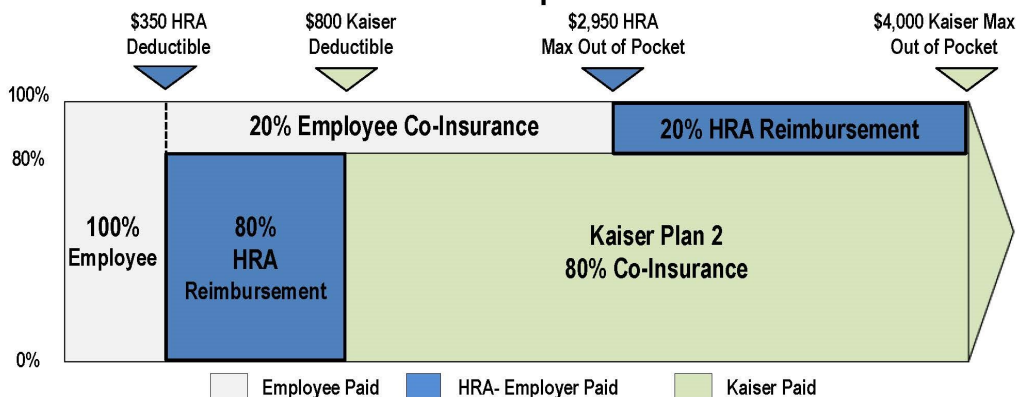 $350 HRA
Deductible
$800 Kaiser
Deductible
$2,950 HRA
Max Out of Pocket
$4,000 Kaiser Max
Out of Pocket
100%
80%
0%
20% Employee Co-Insurance
20% HRA Reimbursement
100%
Employee
80%
HRA
Reimbursement
Kaiser Plan 2
80% Co-Insurance
Employee Paid
HRA- Employer Paid
Kaiser Paid